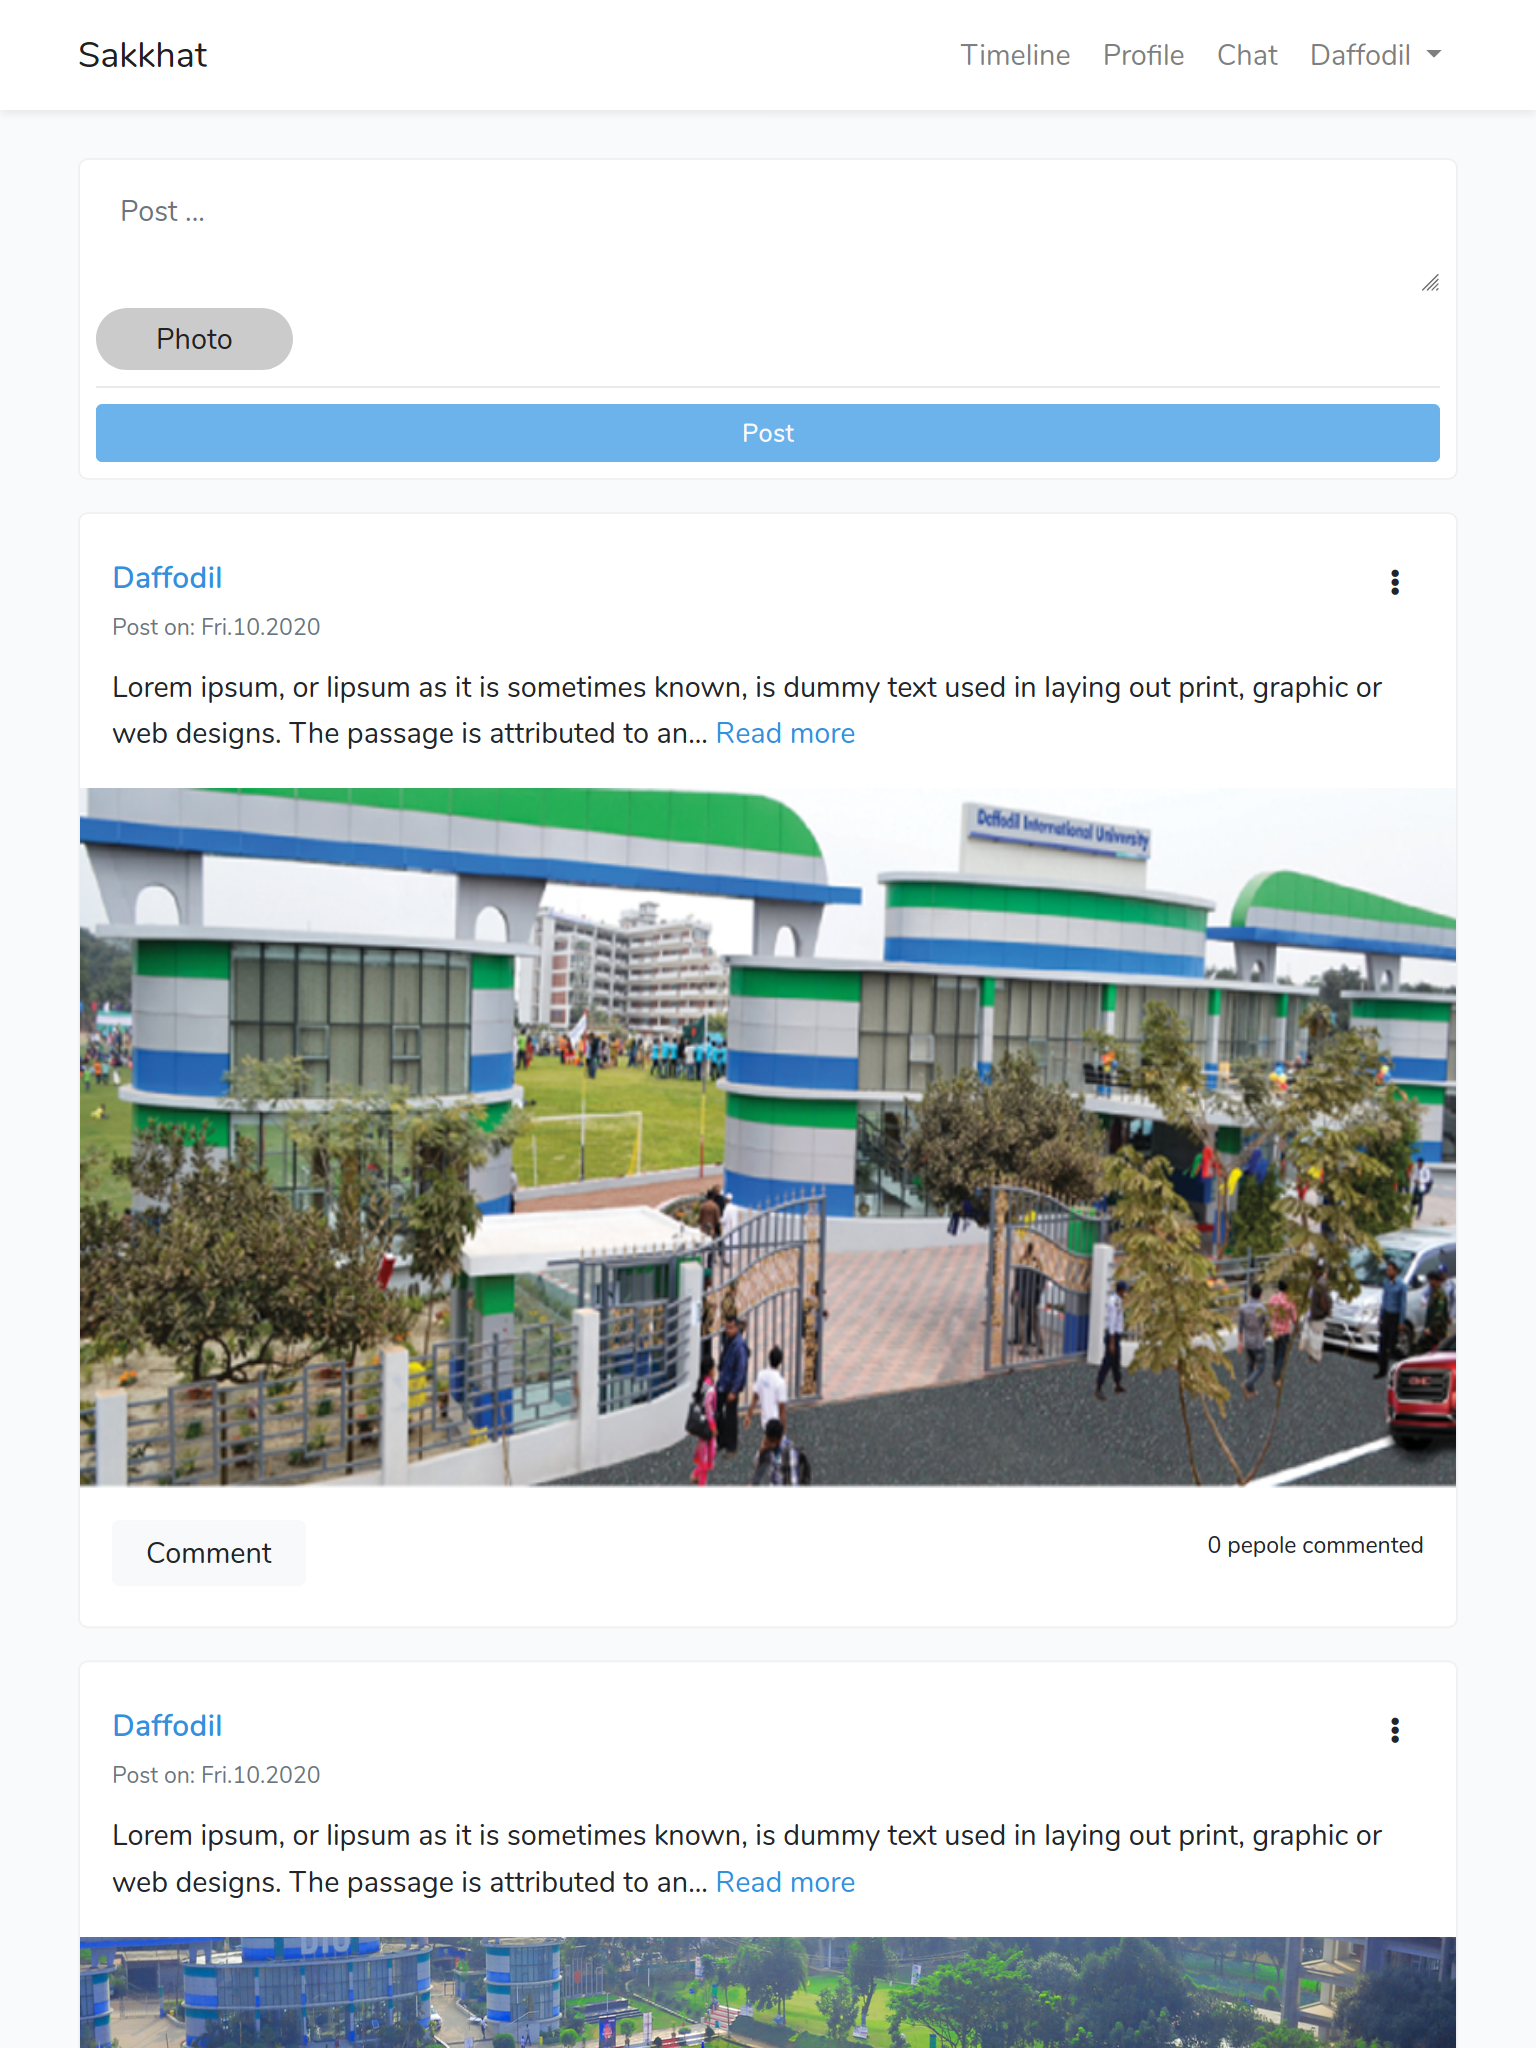 Sakkhat
Timeline Profile Chat Daffodil
Post ...
Photo
Post
Daffodil
Post on: Fri.10.2020
Lorem ipsum, or lipsum as it is sometimes known, is dummy text used in laying out print, graphic or
web designs. The passage is attributed to an... Read more
Daffodil International University
GMC
Comment
0 pepole commented
Daffodil
Post on: Fri.10.2020
Lorem ipsum, or lipsum as it is sometimes known, is dummy text used in laying out print, graphic or
web designs. The passage is attributed to an... Read more
DIU